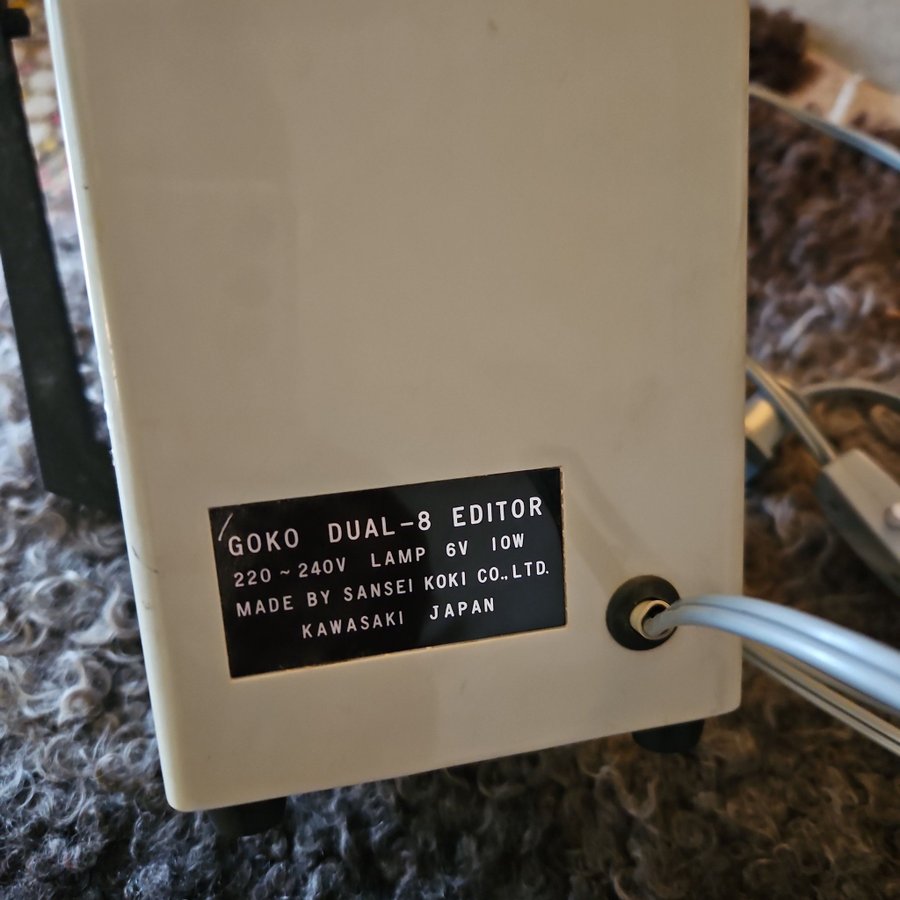 GOKO DUAL-8 EDITOR
220~240V LAMP 6V 10W
MADE BY SANSEI KOKI CO., LTD.
KAWASAKI JAPAN